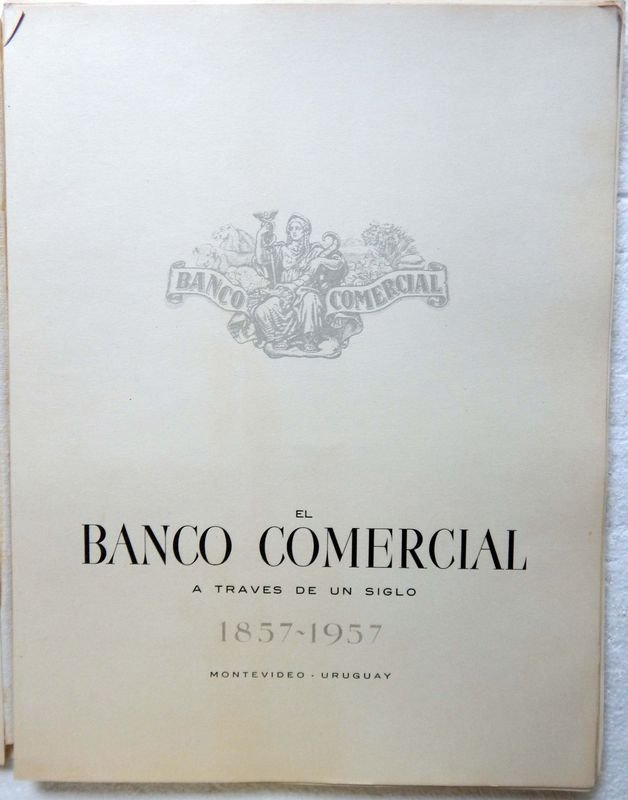 BANCO COMERCIAL
EL
BANCO COMERCIAL
A TRAVES DE UN SIGLO
1857~1957
MONTEVIDEO - URUGUAY